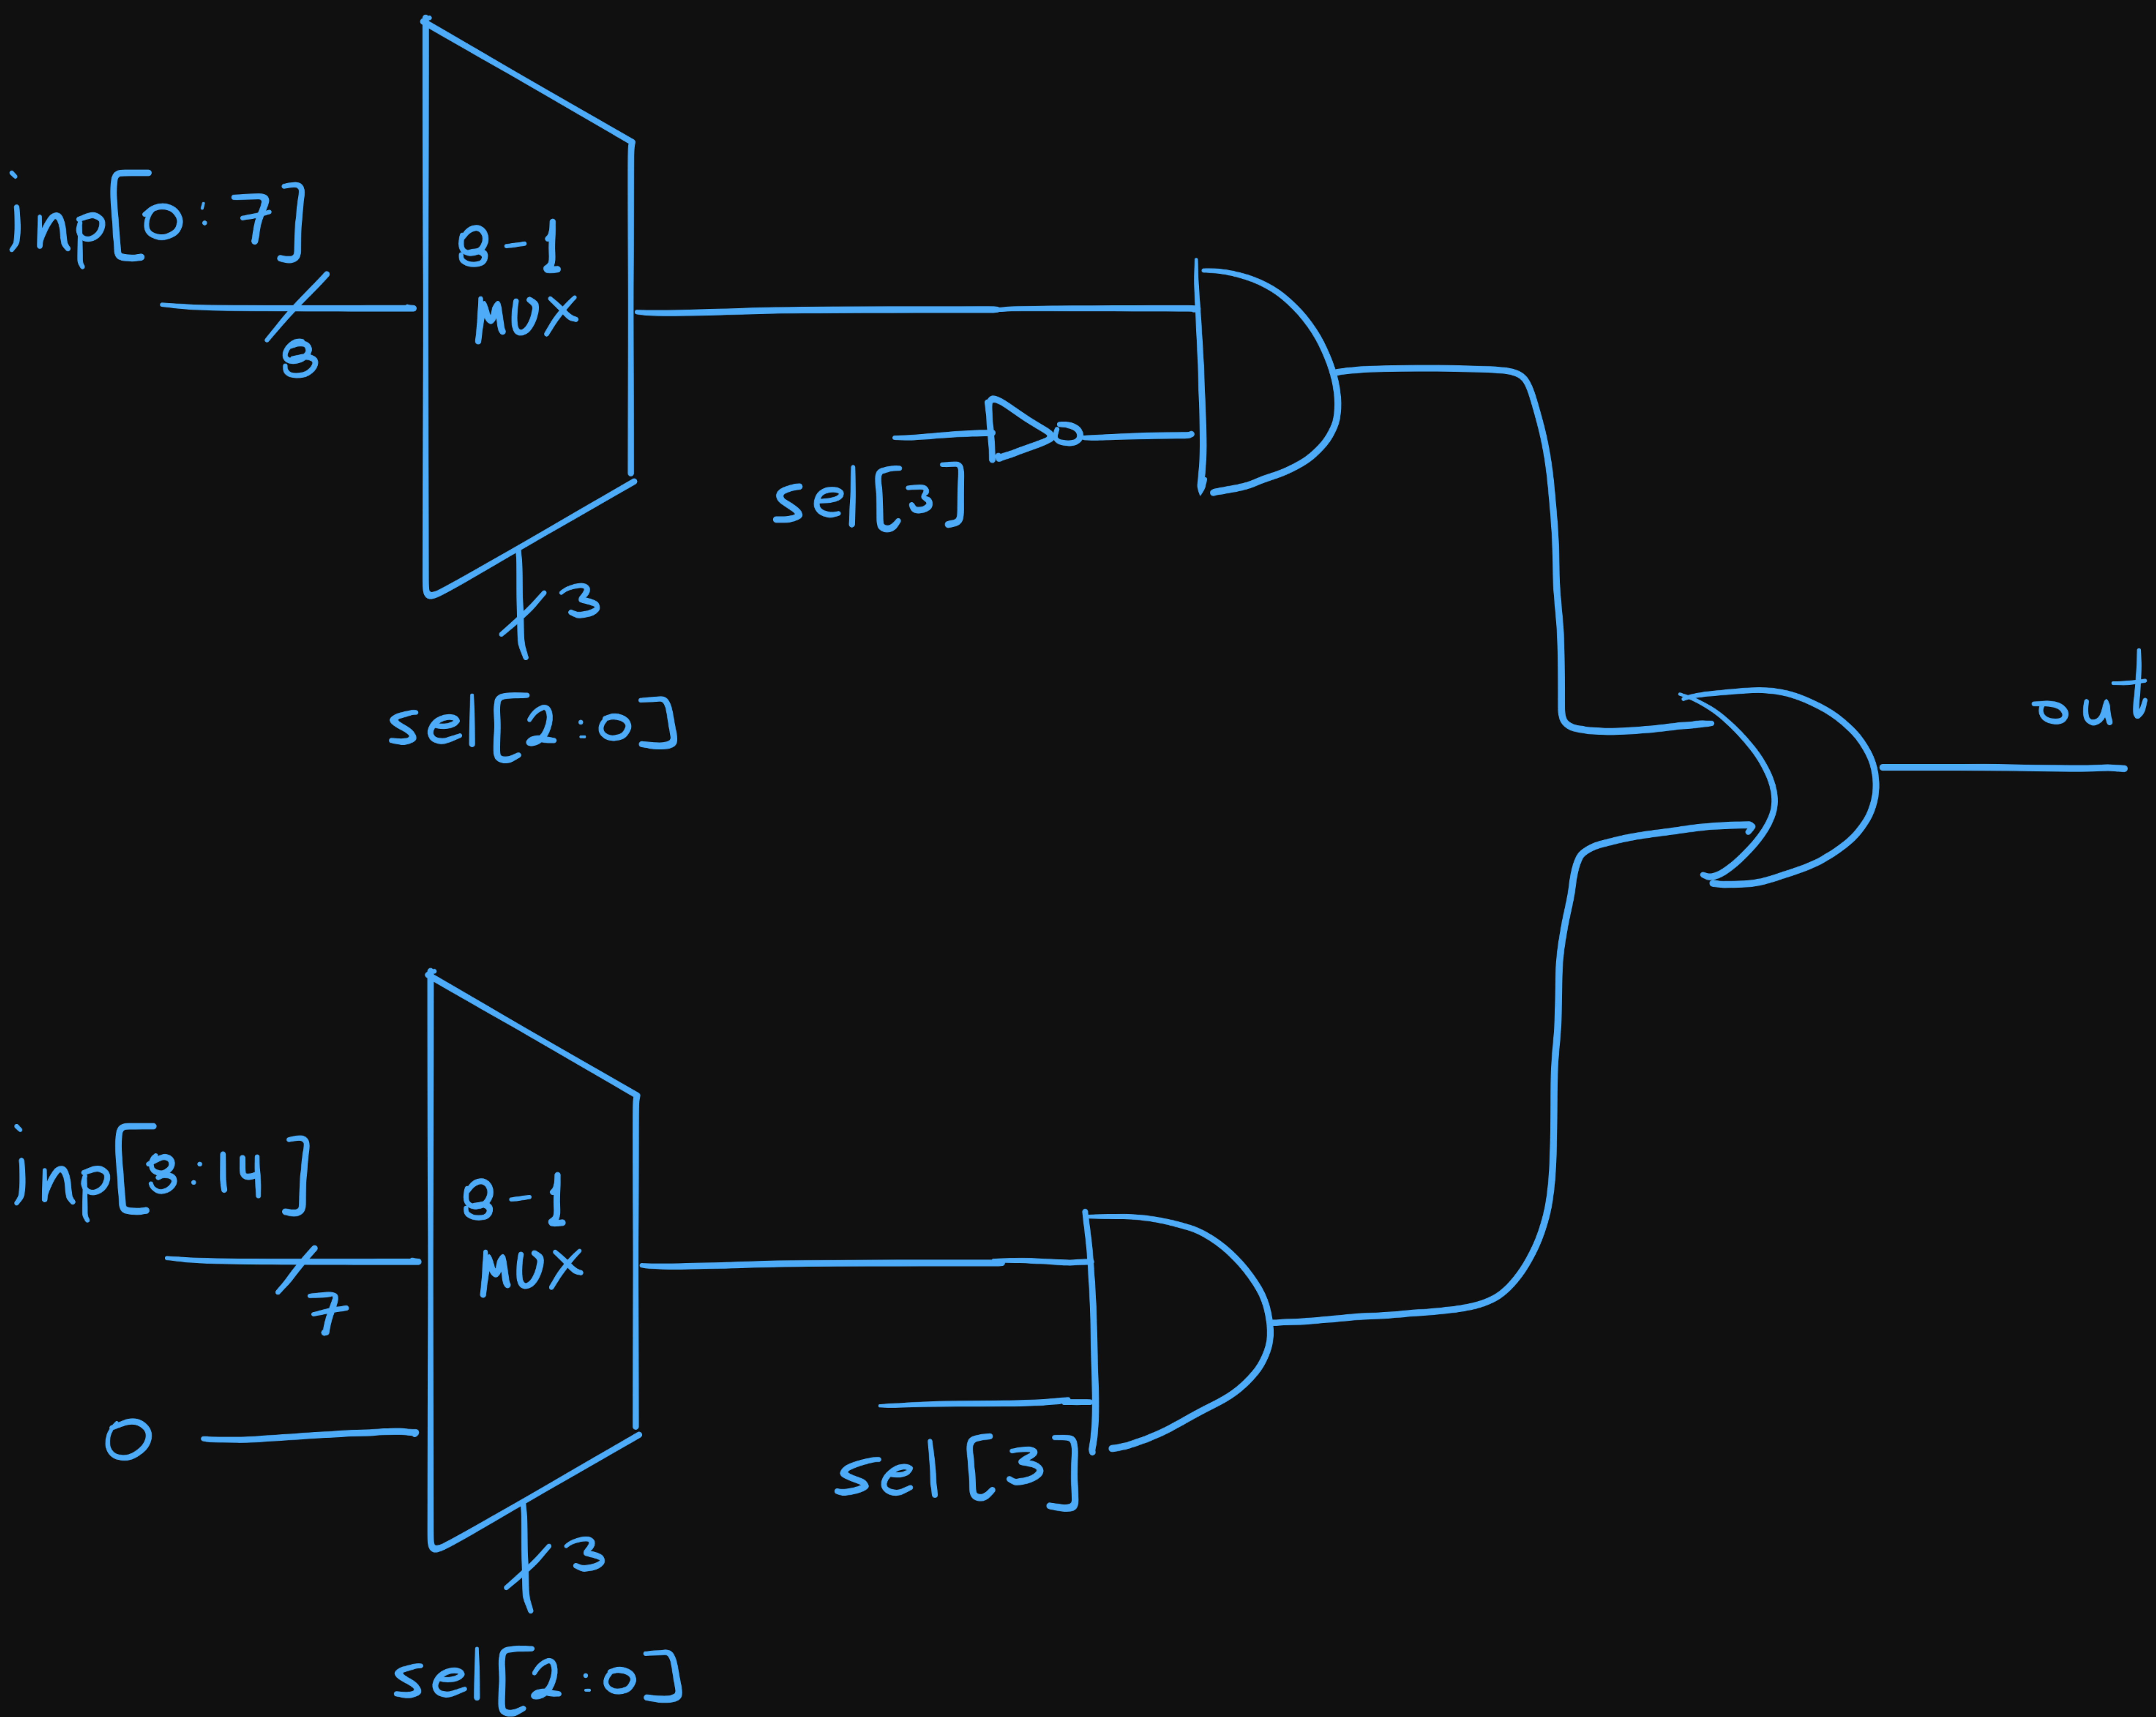 inp[0:7]
8
8-1
MUX
3
sel[2:0]
sel[3]
out
inp[8:14]
7
0
8-1
MUX
3
sel[2:0]
sel[3]